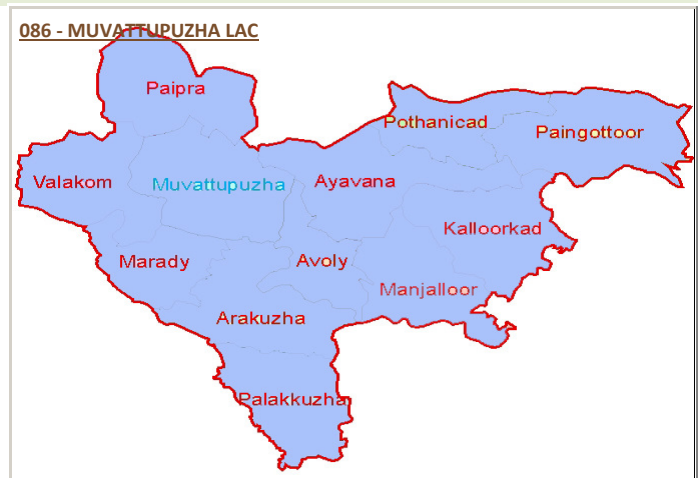 086 - MUVATTUPUZHA LAC
Paipra
Pothanicad
Paingottoor
Valakom
Muvattupuzha
Ayavana
Kalloorkad
Marady
Avoly
Manjalloor
Arakuzha
Palakkuzha